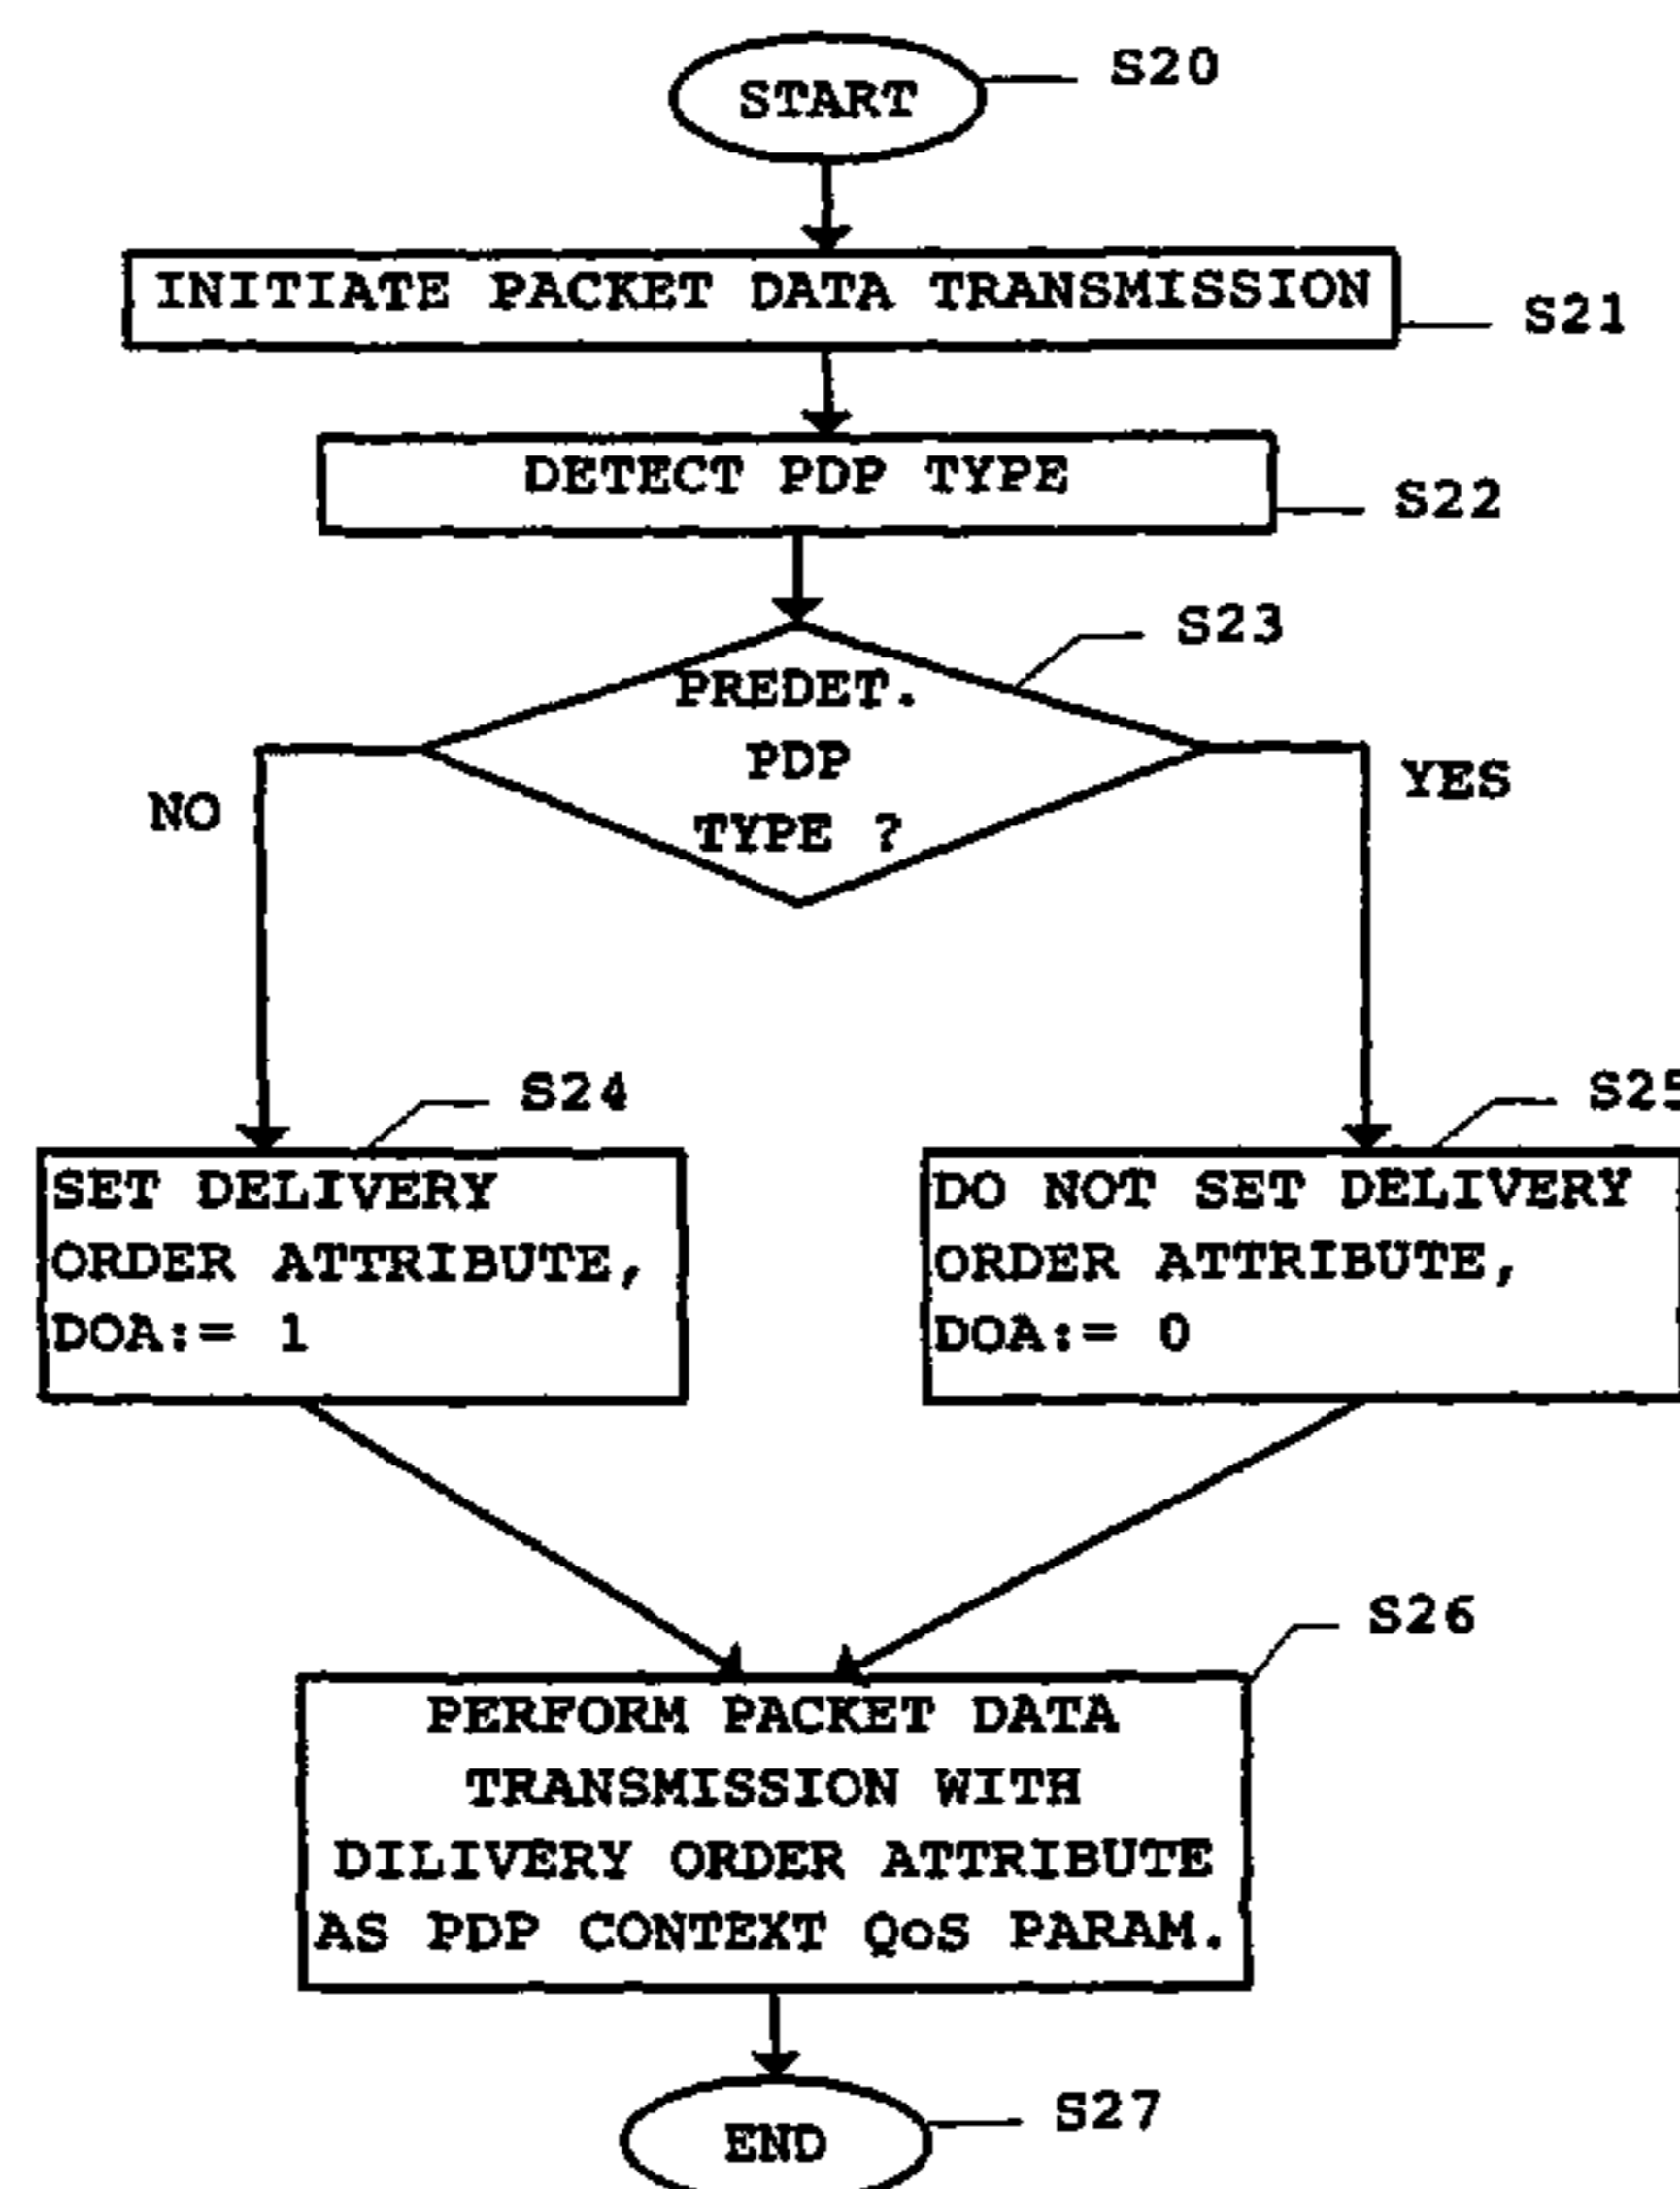 START
S20
INITIATE PACKET DATA TRANSMISSION
S21
DETECT PDP TYPE
S22
S23
PREDET.
PDP
TYPE ?
NO
YES
S24
SET DELIVERY
ORDER ATTRIBUTE,
DOA:= 1
S25
DO NOT SET DELIVERY
ORDER ATTRIBUTE,
DOA:= 0
S26
PERFORM PACKET DATA
TRANSMISSION WITH
DILIVERY ORDER ATTRIBUTE
AS PDP CONTEXT QoS PARAM.
END
S27